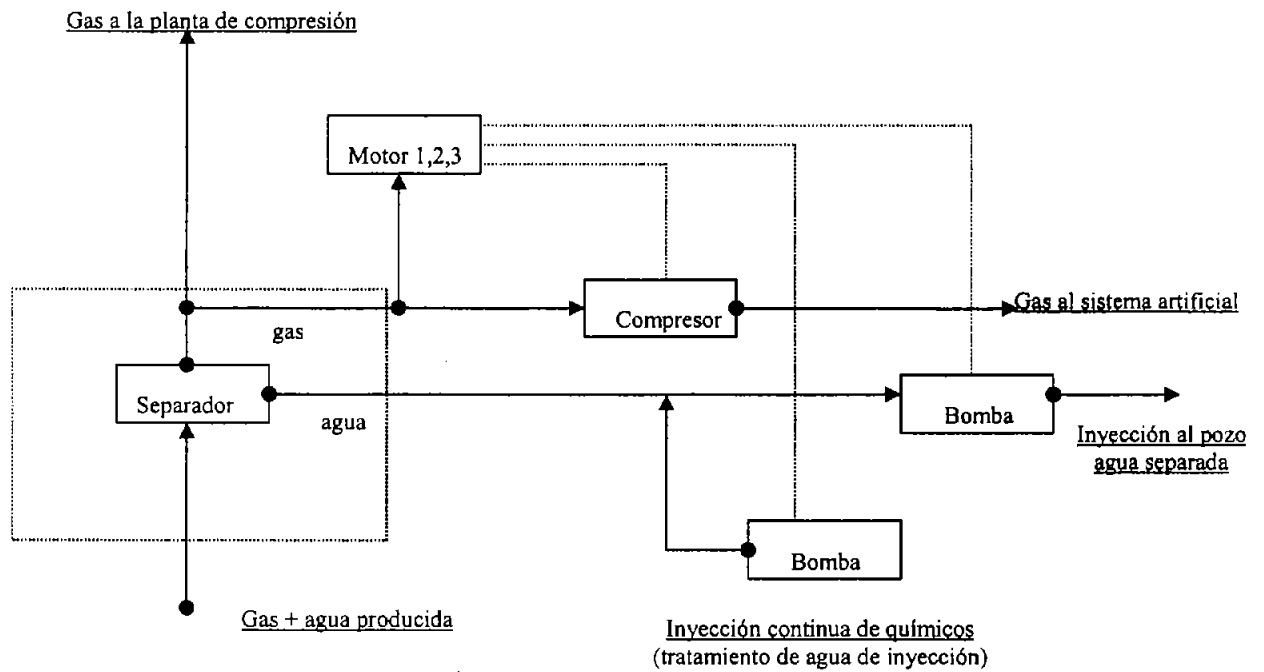 Gas a la planta de compresión
Motor 1,2,3
gas
Compresor
Gas al sistema artificial
Separador
agua
Bomba
Inyección al pozo
agua separada
Bomba
Gas + agua producida
Inyección continua de químicos
(tratamiento de agua de inyección)